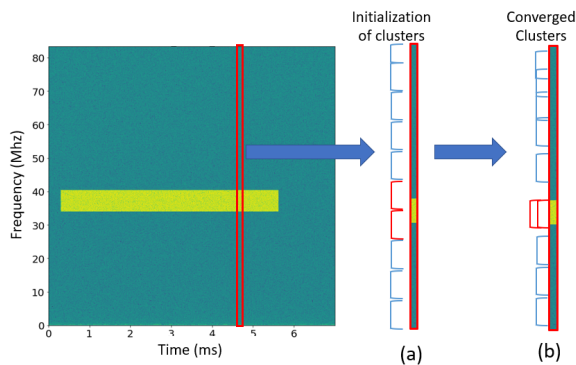 Initialization
of clusters
Converged
Clusters
80
70
60
50
40
30
20
10
0
Frequency (Mhz)
0 1 2 3 4 5 6
Time (ms)
(a)
(b)